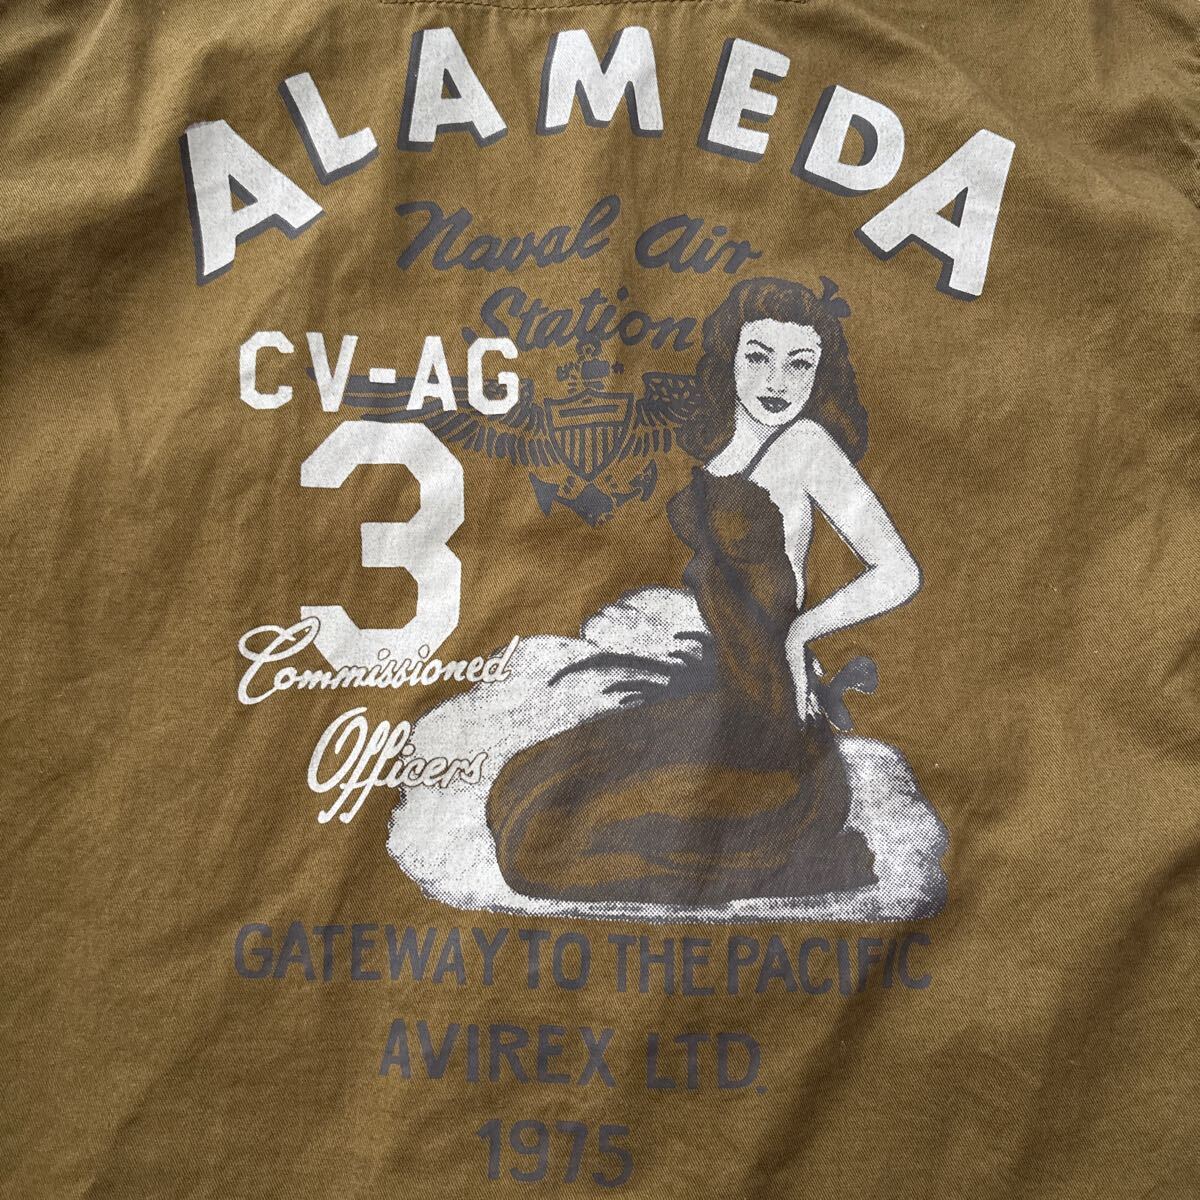 ALAMEDA
Naval Air
Station
CV-AG
3
Commissioned
Officers
GATEWAY TO THE PACIFIC
AVIREX LTD.
1975